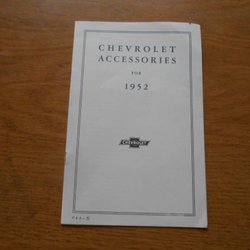 CHEVROLET
ACCESSORIES
FOR
1952
CHEVROLET